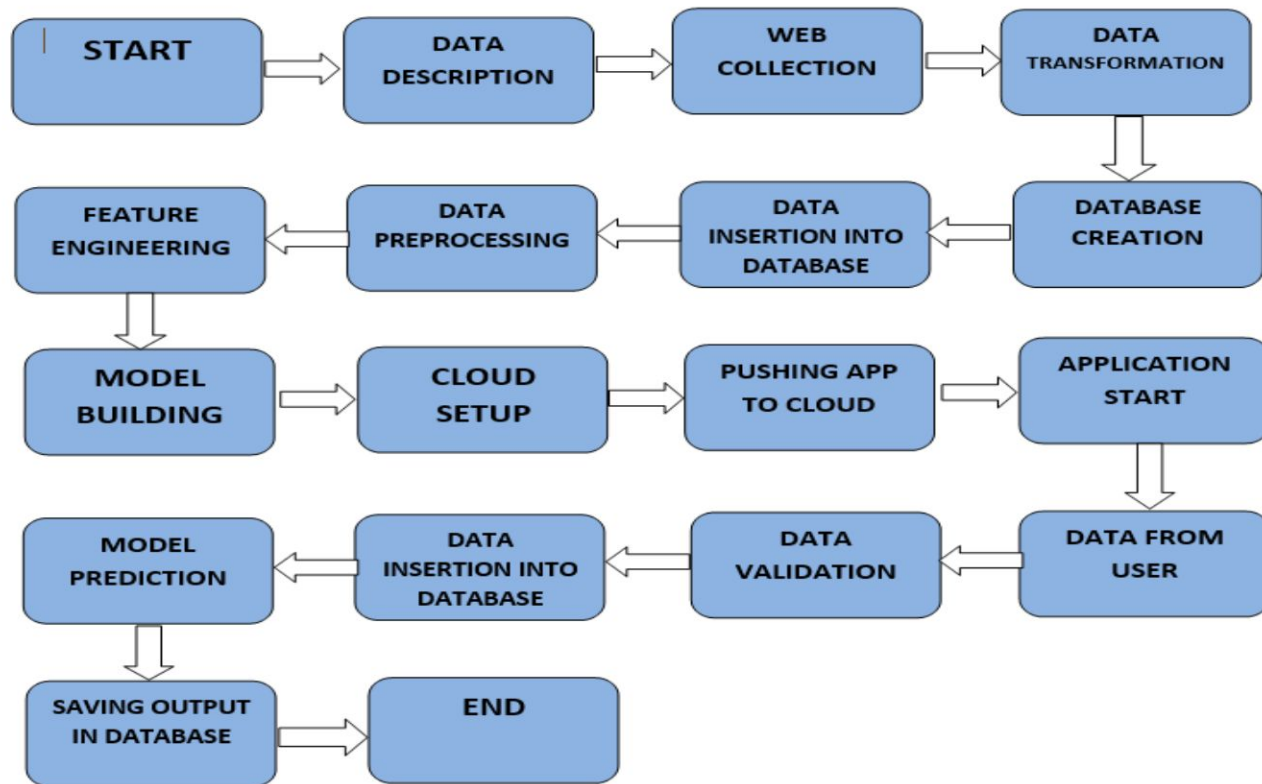 START
DATA
DESCRIPTION
WEB
COLLECTION
DATA
TRANSFORMATION
DATABASE
CREATION
DATA
INSERTION INTO
DATABASE
DATA
PREPROCESSING
FEATURE
ENGINEERING
MODEL
BUILDING
CLOUD
SETUP
PUSHING APP
TO CLOUD
APPLICATION
START
DATA FROM
USER
DATA
VALIDATION
DATA
INSERTION INTO
DATABASE
MODEL
PREDICTION
SAVING OUTPUT
IN DATABASE
END